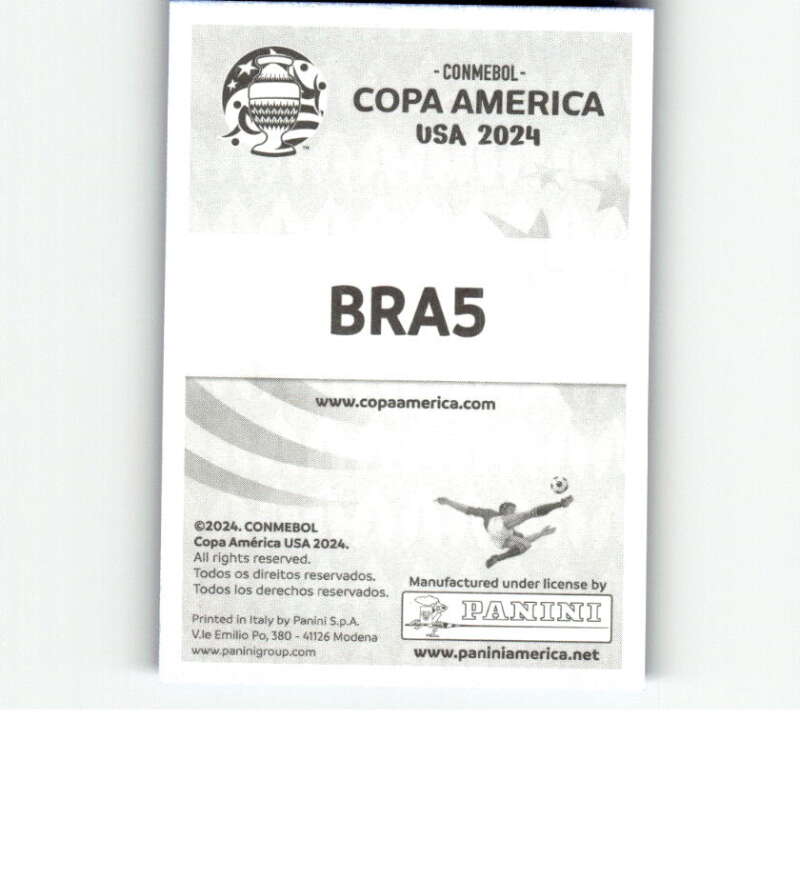 - CONMEBOL -
COPA AMERICA
USA 2024
TM
BRA5
www.copaamerica.com
©2024. CONMEBOL
Copa América USA 2024.
All rights reserved.
Todos os direitos reservados.
Todos los derechos reservados.
Printed in Italy by Panini S.p.A.
V.le Emilio Po, 380 - 41126 Modena
www.paninigroup.com
Manufactured under license by
PANINI
www.paniniamerica.net